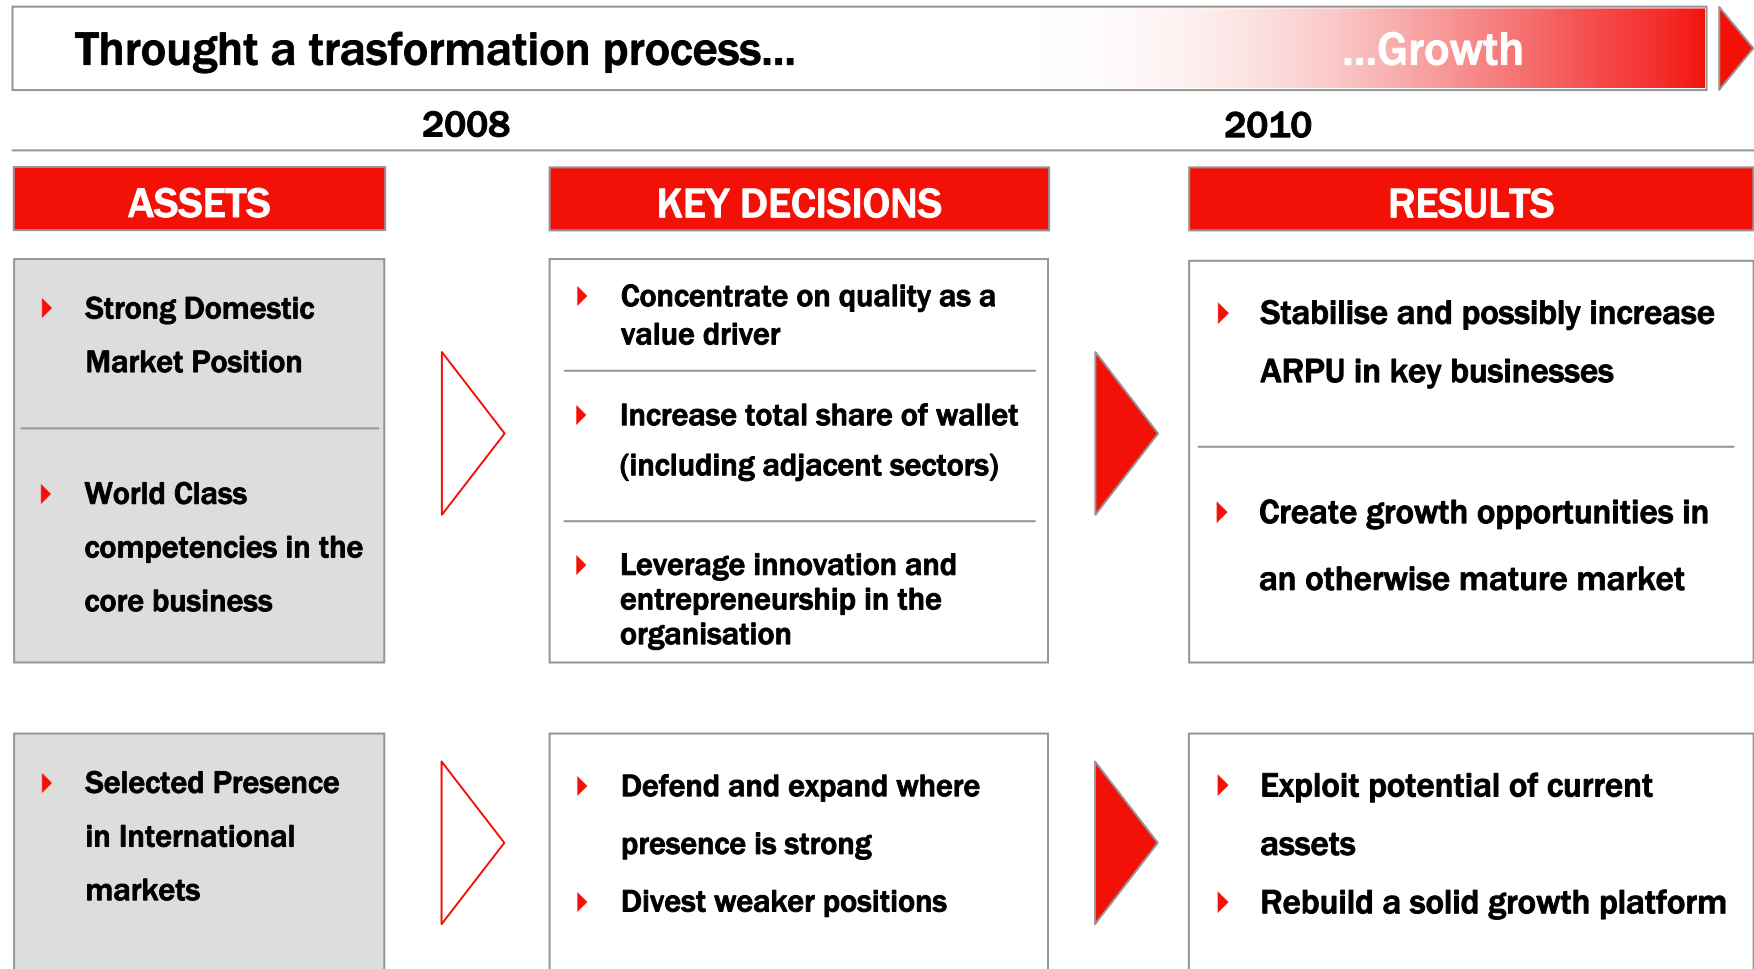 Throught a trasformation process...
...Growth
2008
2010
ASSETS
KEY DECISIONS
RESULTS
Strong Domestic
Market Position
World Class
competencies in the
core business
Concentrate on quality as a
value driver
Increase total share of wallet
(including adjacent sectors)
Leverage innovation and
entrepreneurship in the
organisation
Stabilise and possibly increase
ARPU in key businesses
Create growth opportunities in
an otherwise mature market
Selected Presence
in International
markets
Defend and expand where
presence is strong
Divest weaker positions
Exploit potential of current
assets
Rebuild a solid growth platform